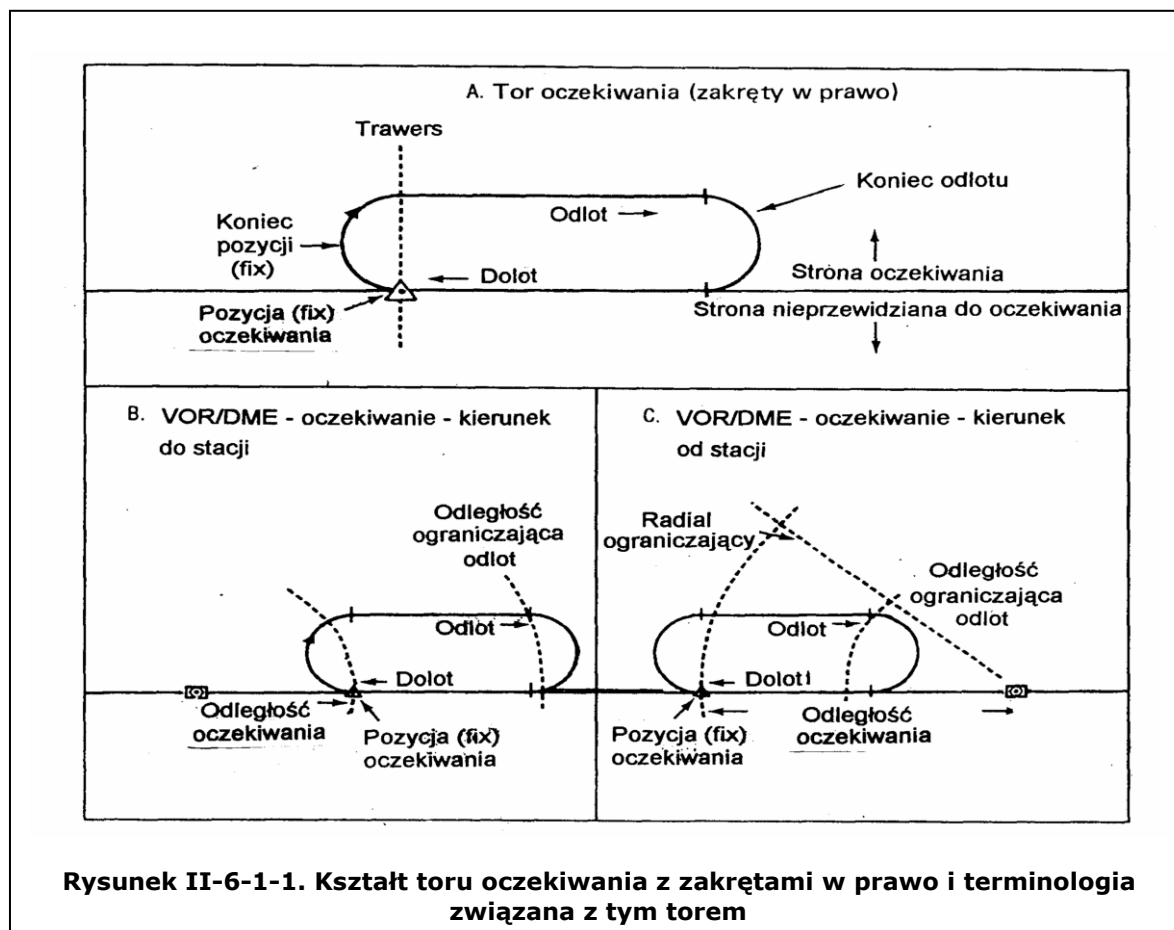 A. Tor oczekiwania (zakręty w prawo)
Trawers
Koniec odlotu
Odlot
Koniec
pozycji
(fix)
Strona oczekiwania
Dolot
Pozycja (fix)
oczekiwania
Strona nieprzewidziana do oczekiwania
B. VOR/DME - oczekiwanie - kierunek
do stacji
Odległość
ograniczająca
odlot
Odlot
Dolot
Odległość
oczekiwania
Pozycja (fix)
oczekiwania
C. VOR/DME - oczekiwanie - kierunek
od stacji
Radial
ograniczający
Odległość
ograniczająca
odlot
Odlot
Dolot
Pozycja (fix)
oczekiwania
Odległość
oczekiwania
Rysunek II-6-1-1. Kształt toru oczekiwania z zakrętami w prawo i terminologia
związana z tym torem